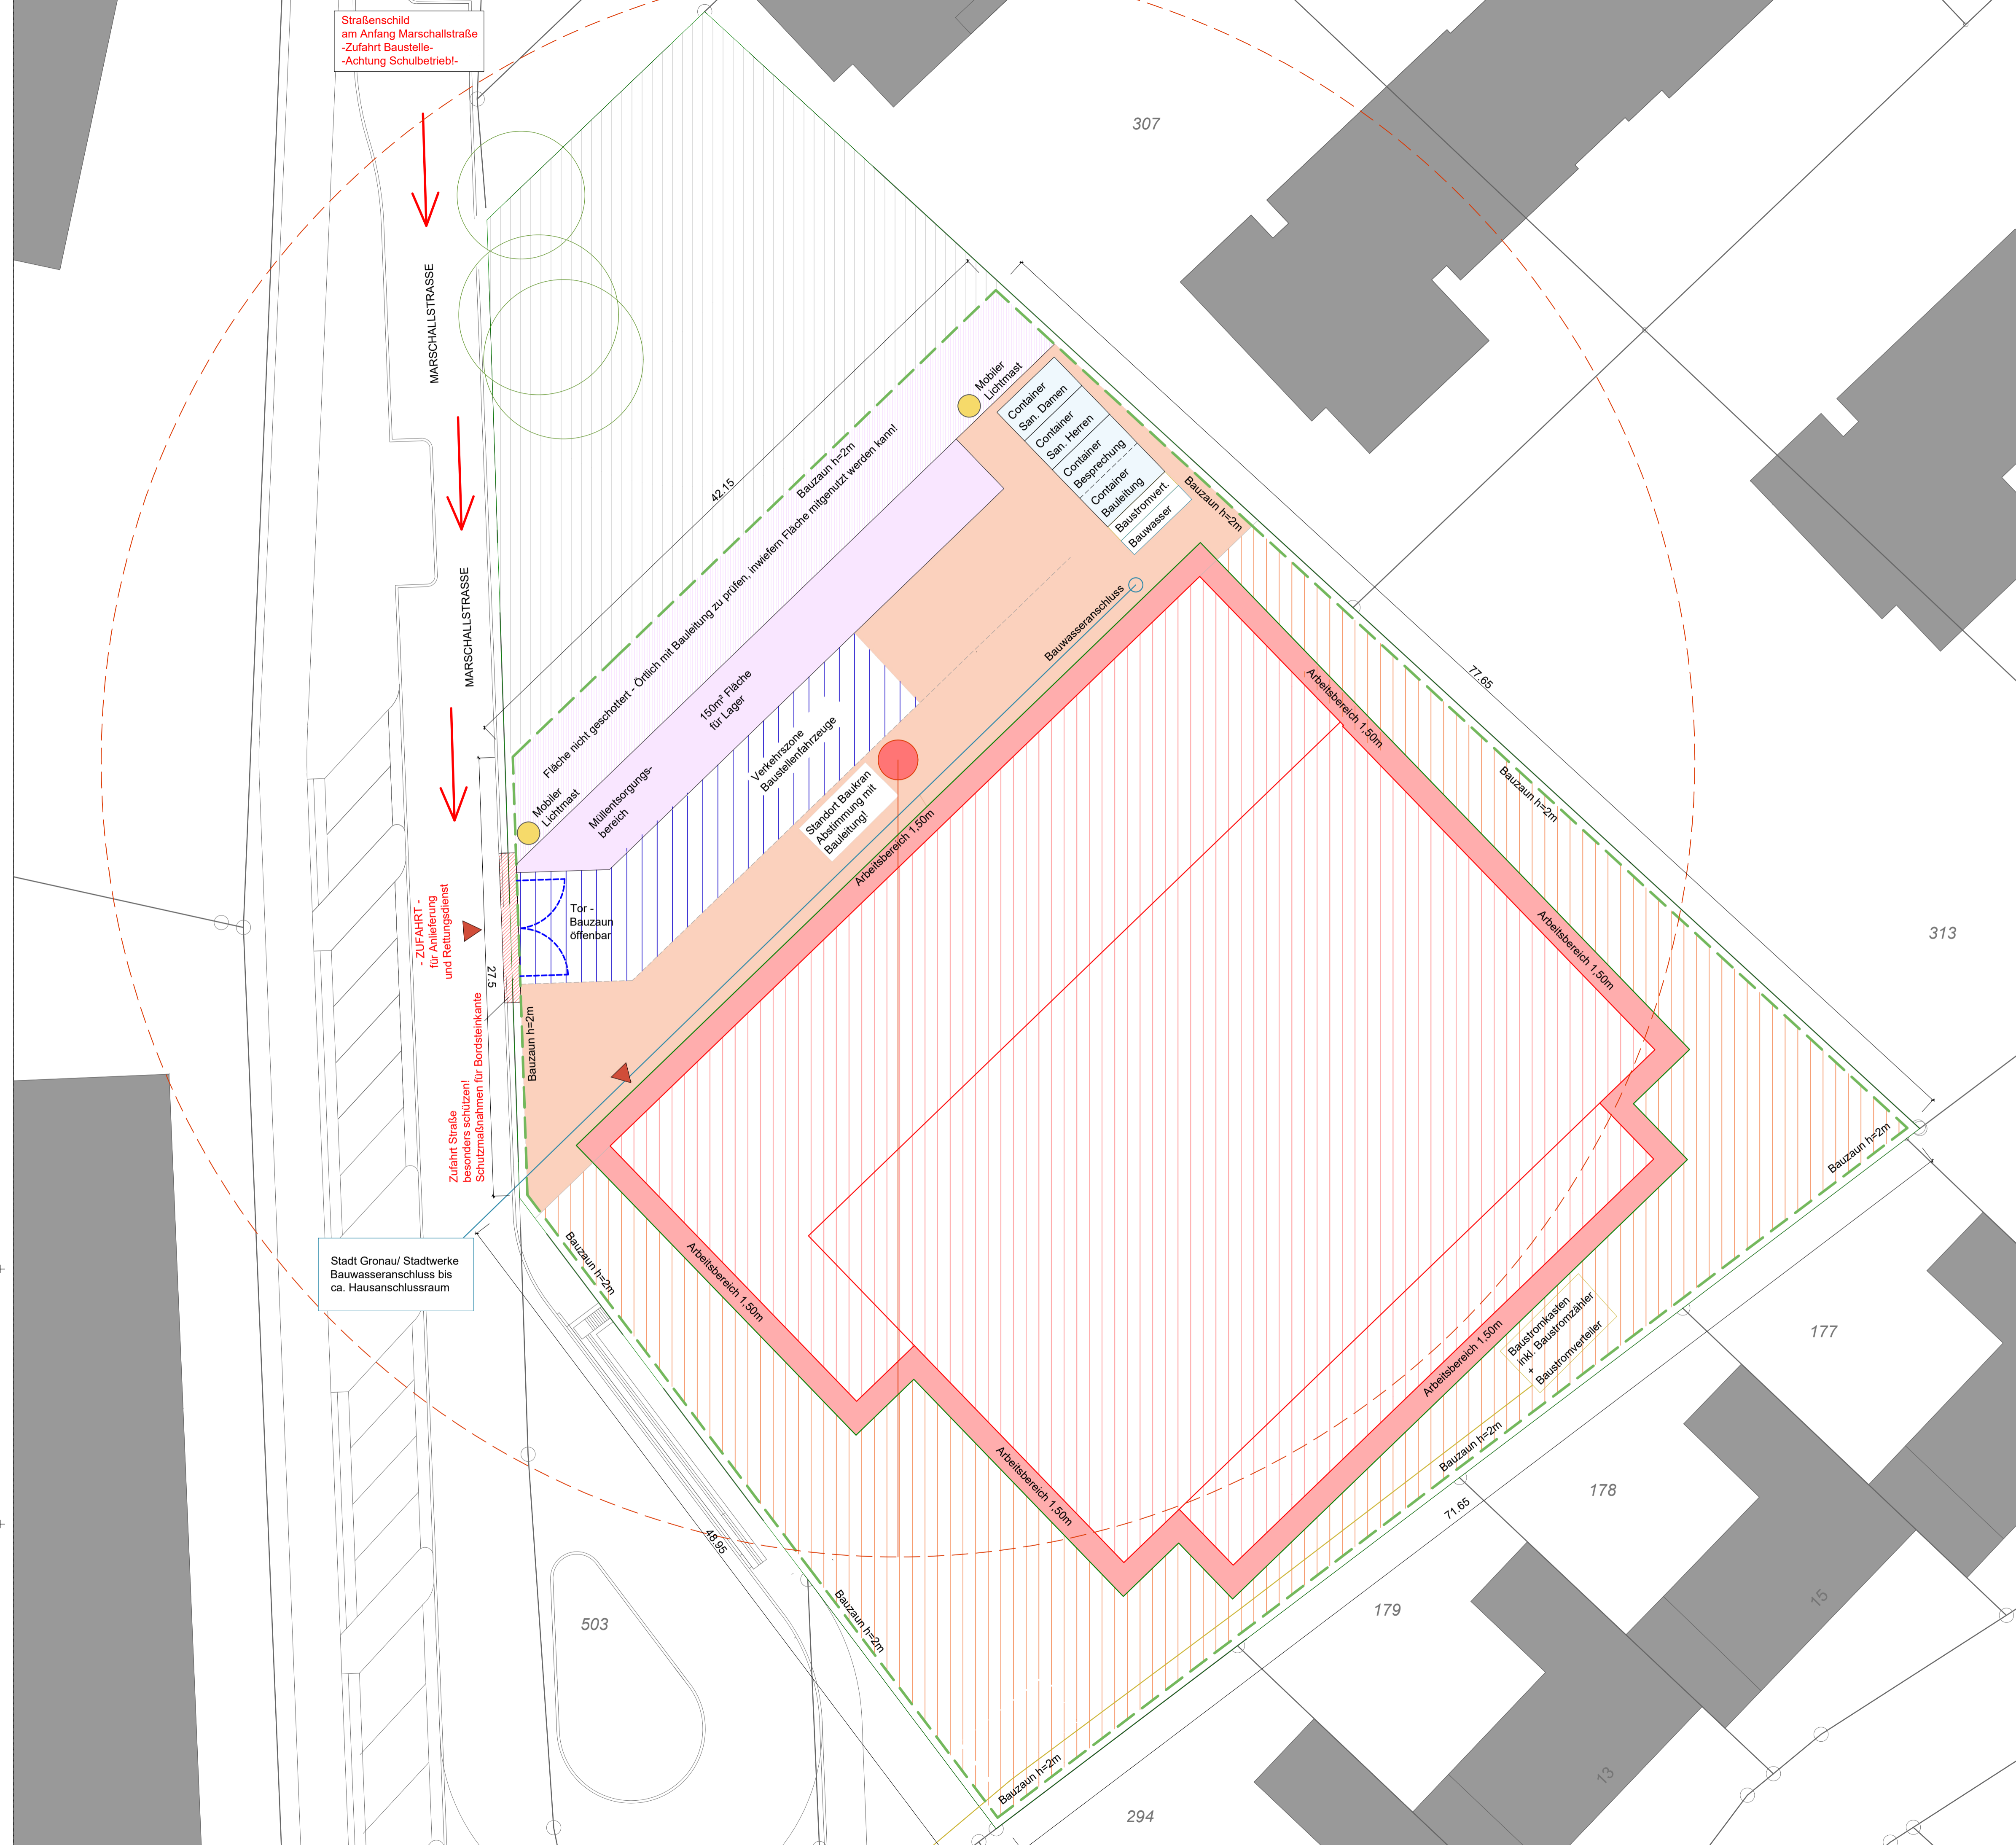 Straßenschild
am Anfang Marschallstraße
-Zufahrt Baustelle-
-Achtung Schulbetrieb!-
307
MARSCHALLSTRASSE
42.15
Bauzaun h=2m
Fläche nicht geschottert - Örtlich mit Bauleitung zu prüfen, inwiefern Fläche mitgenutzt werden kann!
Mobiler
Lichtmast
Container
San. Damen
Container
San. Herren
Container
Besprechung
Container
Bauleitung
Baustromvert.
Bauwasser
Bauzaun h=2m
MARSCHALLSTRASSE
150m² Fläche
für Lager
Müllentsorgungs-
bereich
Mobiler
Lichtmast
Verkehrszone
Baustellenfahrzeuge
Standort Baukran
Abstimmung mit
Bauleitung!
Bauwasseranschluss
Arbeitsbereich 1,50m
Arbeitsbereich 1,50m
77.65
Bauzaun h=2m
Arbeitsbereich 1,50m
313
- ZUFAHRT -
für Anlieferung
und Rettungsdienst
Tor -
Bauzaun
öffenbar
27.5
Bauzaun h=2m
Zufahrt Straße
besonders schützen!
Schutzmaßnahmen für Bordsteinkante
Bauzaun h=2m
Stadt Gronau/ Stadtwerke
Bauwasseranschluss bis
ca. Hausanschlussraum
Bauzaun h=2m
Arbeitsbereich 1,50m
Baustromkasten
inkl. Baustromzähler
+
Baustromverteiler
Arbeitsbereich 1,50m
177
Bauzaun h=2m
Arbeitsbereich 1,50m
178
71.65
48.95
Bauzaun h=2m
503
179
15
13
Bauzaun h=2m
294